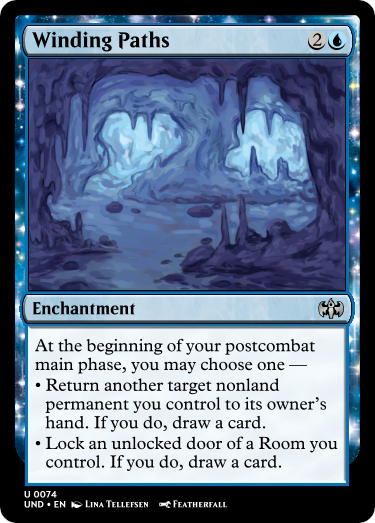 Winding Paths 2
Enchantment
At the beginning of your postcombat
main phase, you may choose one —
• Return another target nonland
permanent you control to its owner's
hand. If you do, draw a card.
• Lock an unlocked door of a Room you
control. If you do, draw a card.
U 0074
UND • EN Lina Tellefsen Featherfall